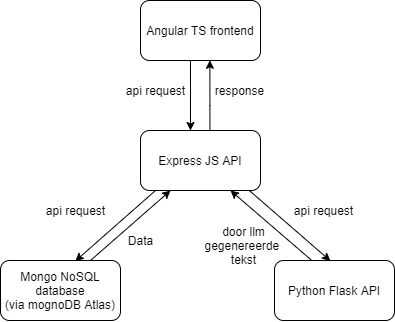 Angular TS frontend
api request
response
Express JS API
api request
Data
door llm
gegenereerde
tekst
api request
Mongo NoSQL
database
(via mognoDB Atlas)
Python Flask API